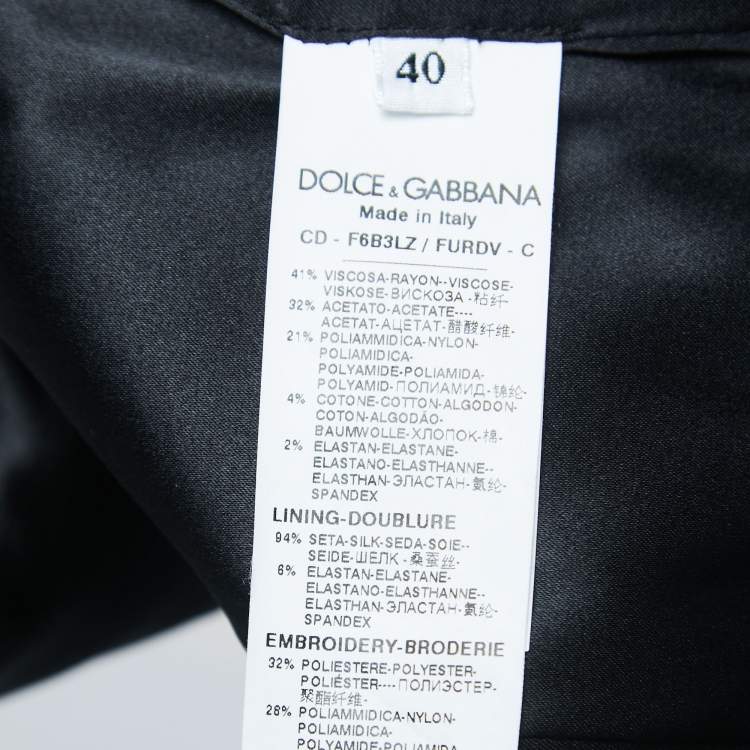 40
DOLCE & GABBANA
Made in Italy
CD - F6B3LZ / FURDV - C
41% VISCOSA-RAYON--VISCOSE-
VISKOSE-ВИСКОЗА -粘纤-
32% ACETATO-ACETATE----
ACETAT-АЦЕТАТ-醋酸纤维-
21% POLIAMMIDICA-NYLON-
POLIAMIDICA-
POLYAMIDE-POLIAMIDA-
POLYAMID-ПОЛИАМИД-锦纶-
4% COTONE-COTTON-ALGODON-
COTON-ALGODÃO-
BAUMWOLLE-ХЛОПОК-棉-
2% ELASTAN-ELASTANE-
ELASTANO-ELASTHANNE--
ELASTHAN-ЭЛАСТАН-氨纶-
SPANDEX
LINING-DOUBLURE
94% SETA-SILK-SEDA-SOIE--
SEIDE-ШЕЛК -桑蚕丝-
6% ELASTAN-ELASTANE-
ELASTANO-ELASTHANNE--
ELASTHAN-ЭЛАСТАН-氨纶-
SPANDEX
EMBROIDERY-BRODERIE
32% POLIESTERE-POLYESTER-
POLIÉSTER----ПОЛИЭСТЕР-
聚酯纤维-
28% POLIAMMIDICA-NYLON-
POLIAMIDICA-
POLYAMIDE-POLIAMIDA-